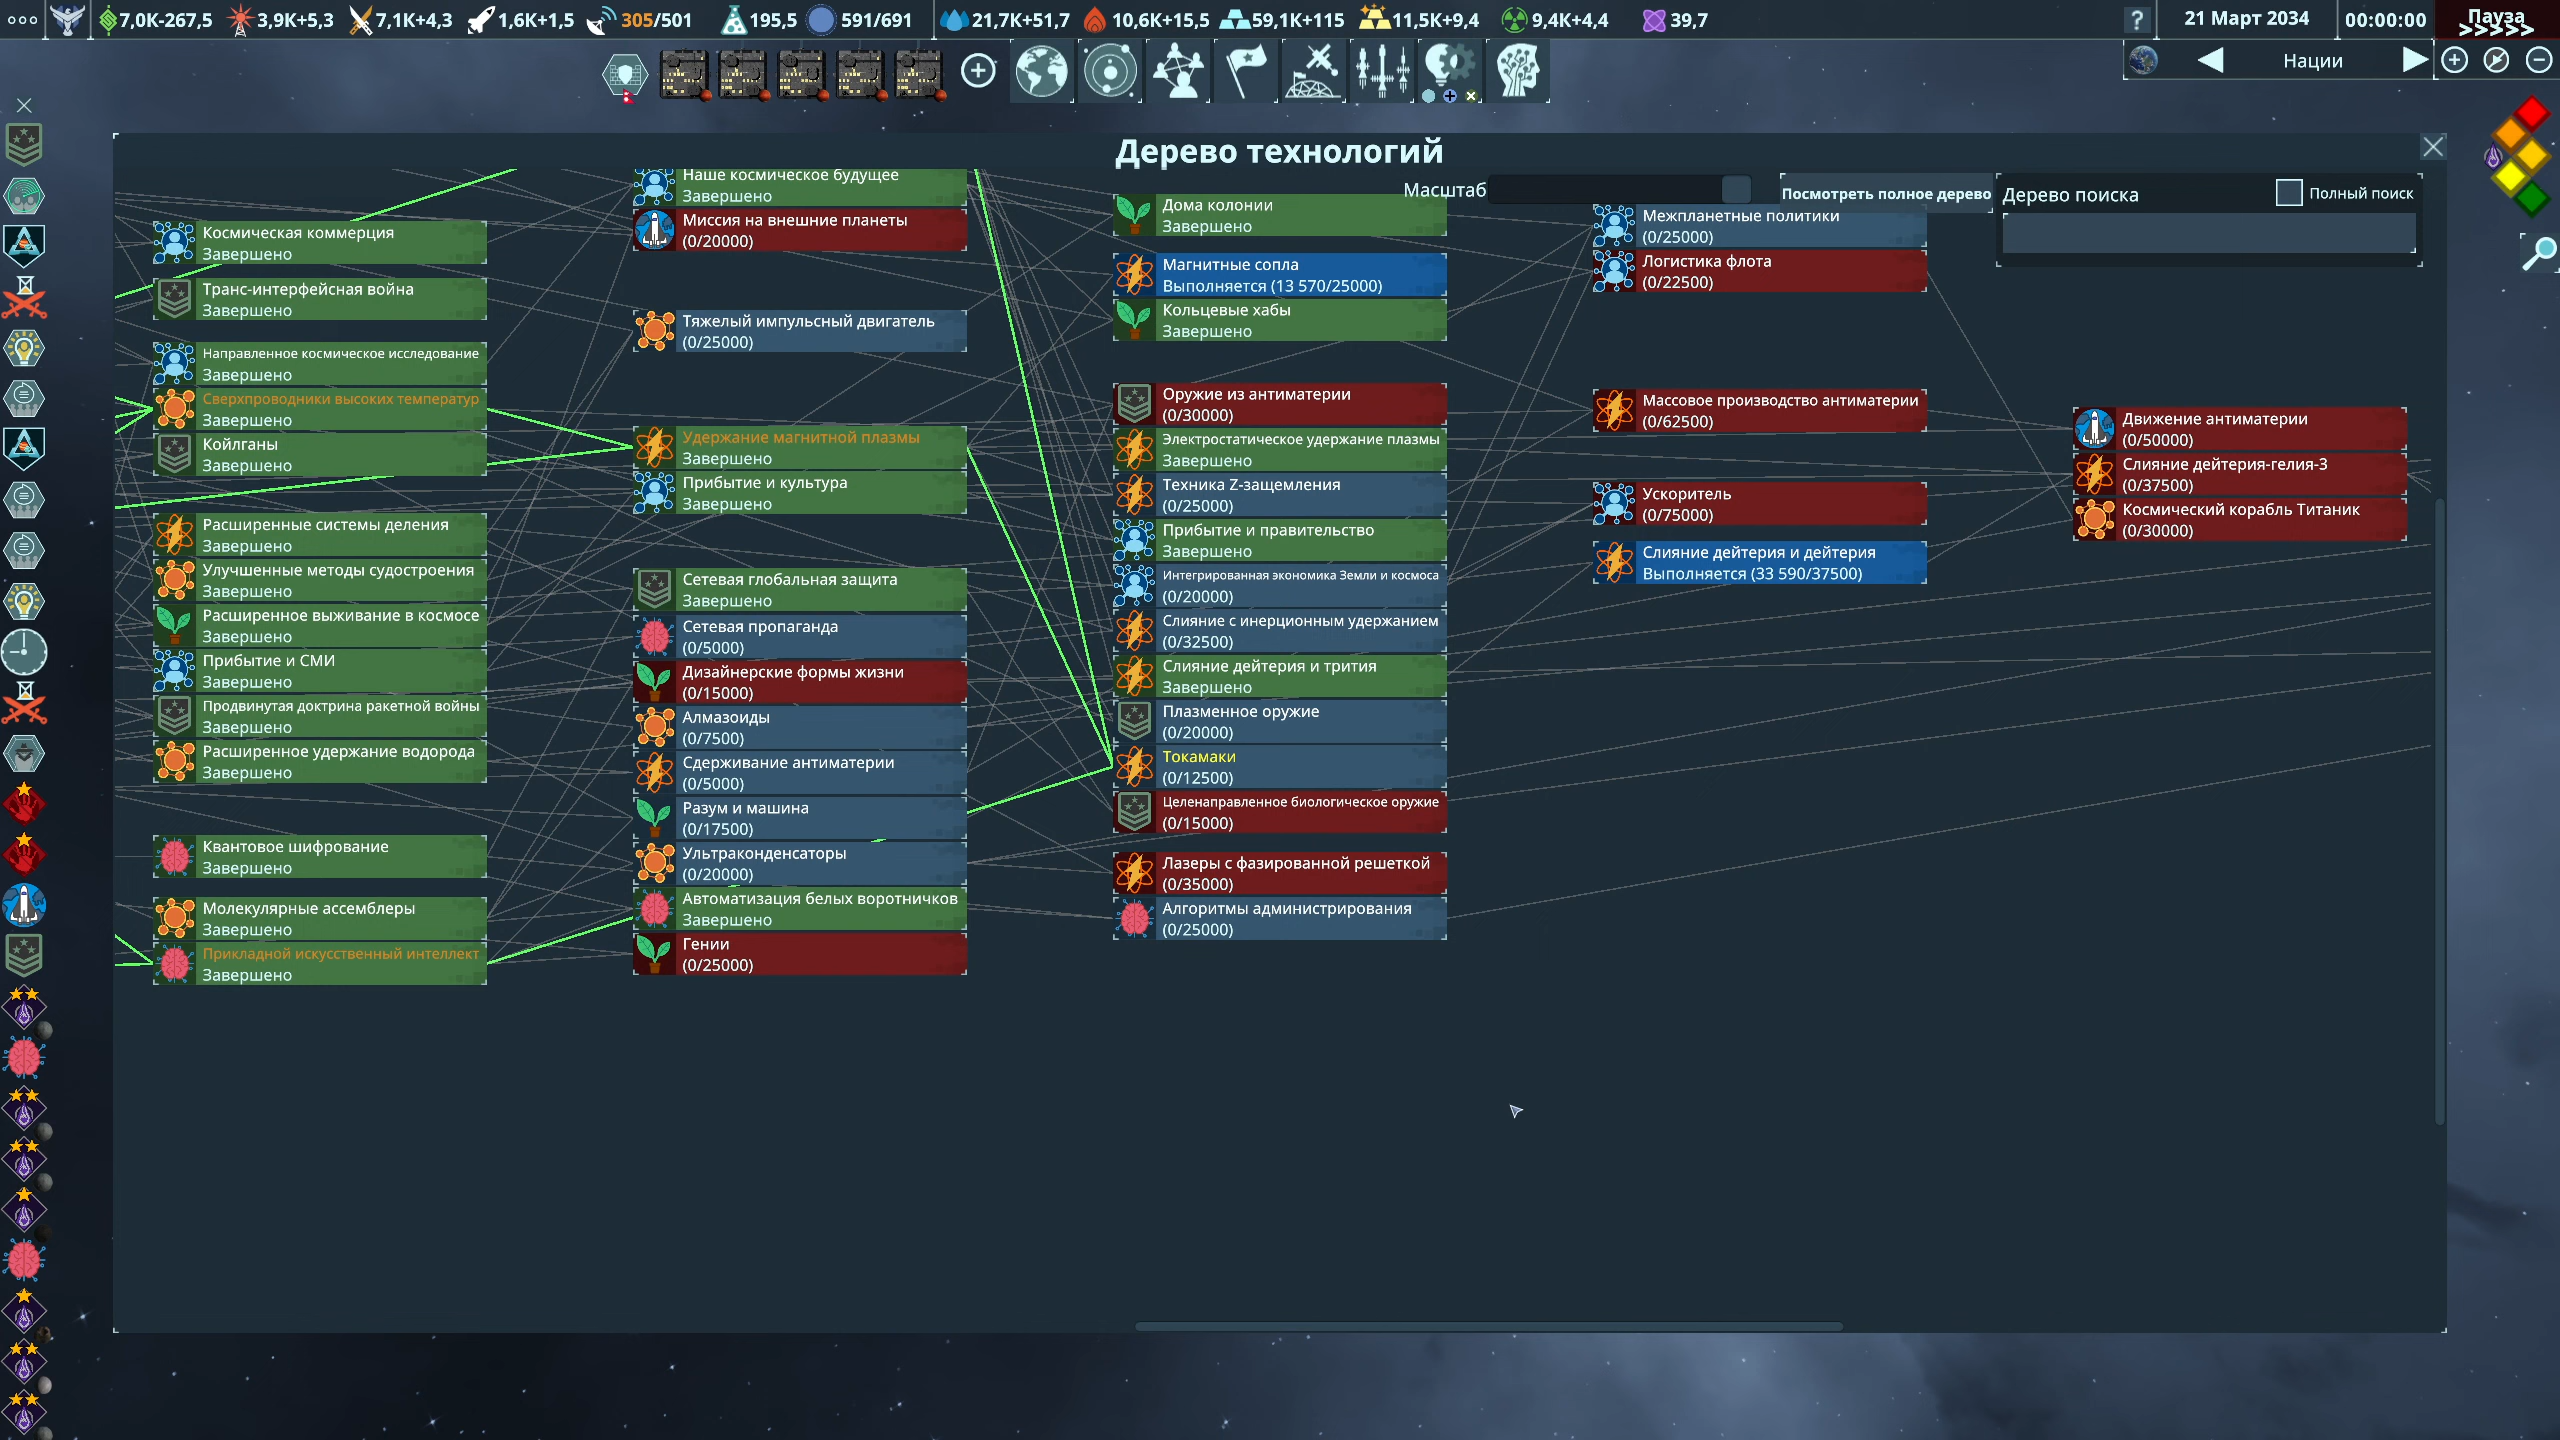 7,0K-267,5 3,9K+5,3 7,1K+4,3 1,6K+1,5 305/501 195,5 591/691 21,7K+51,7 10,6K+15,5 59,1K+115 11,5K+9,4 9,4K+4,4 39,7 ? 21 Март 2034 00:00:00 Пауза
>>>>>
Нации
Дерево технологий
Масштаб
Посмотреть полное дерево
Дерево поиска
Полный поиск
Космическая коммерция
Завершено
Транс-интерфейсная война
Завершено
Направленное космическое исследование
Завершено
Сверхпроводники высоких температур
Завершено
Койлганы
Завершено
Расширенные системы деления
Завершено
Улучшенные методы судостроения
Завершено
Расширенное выживание в космосе
Завершено
Прибытие и СМИ
Завершено
Продвинутая доктрина ракетной войны
Завершено
Расширенное удержание водорода
Завершено
Квантовое шифрование
Завершено
Молекулярные ассемблеры
Завершено
Прикладной искусственный интеллект
Завершено
Наше космическое будущее
Завершено
Миссия на внешние планеты
(0/20000)
Тяжелый импульсный двигатель
(0/25000)
Удержание магнитной плазмы
Завершено
Прибытие и культура
Завершено
Сетевая глобальная защита
Завершено
Сетевая пропаганда
(0/5000)
Дизайнерские формы жизни
(0/15000)
Алмазоиды
(0/7500)
Сдерживание антиматерии
(0/5000)
Разум и машина
(0/17500)
Ультраконденсаторы
(0/20000)
Автоматизация белых воротничков
Завершено
Гении
(0/25000)
Дома колонии
Завершено
Магнитные сопла
Выполняется (13 570/25000)
Кольцевые хабы
Завершено
Оружие из антиматерии
(0/30000)
Электростатическое удержание плазмы
Завершено
Техника Z-защемления
(0/25000)
Прибытие и правительство
Завершено
Интегрированная экономика Земли и космоса
(0/20000)
Слияние с инерционным удержанием
(0/32500)
Слияние дейтерия и трития
Завершено
Плазменное оружие
(0/20000)
Токамаки
(0/12500)
Целенаправленное биологическое оружие
(0/15000)
Лазеры с фазированной решеткой
(0/35000)
Алгоритмы администрирования
(0/25000)
Межпланетные политики
(0/25000)
Логистика флота
(0/22500)
Массовое производство антиматерии
(0/62500)
Ускоритель
(0/75000)
Слияние дейтерия и дейтерия
Выполняется (33 590/37500)
Движение антиматерии
(0/50000)
Слияние дейтерия-гелия-3
(0/37500)
Космический корабль Титаник
(0/30000)